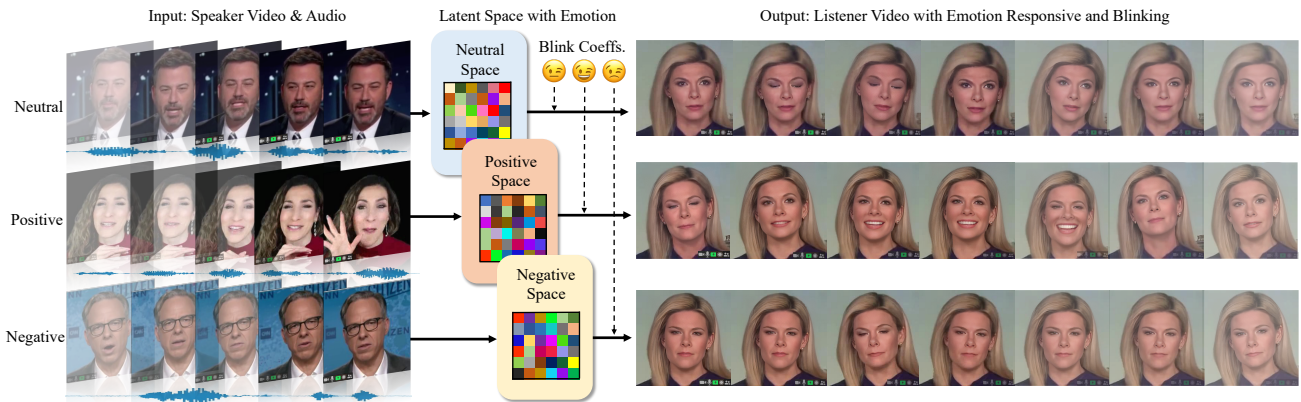 Input: Speaker Video & Audio
Latent Space with Emotion
Output: Listener Video with Emotion Responsive and Blinking
Neutral
Neutral
Space
Blink Coeffs.
Positive
Positive
Space
Negative
Negative
Space